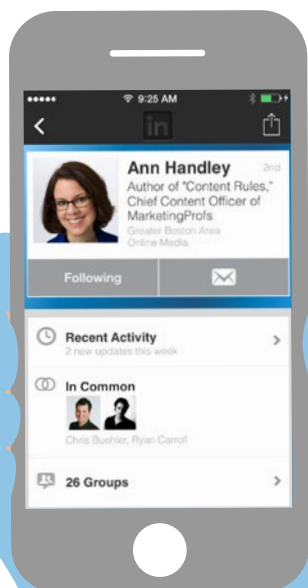 9:25 AM
in
Ann Handley 2nd
Author of "Content Rules,"
Chief Content Officer of
MarketingProfs
Greater Boston Area
Online Media
Following
Recent Activity
2 new updates this week
In Common
Chris Buehler, Ryan Carroll
26 Groups